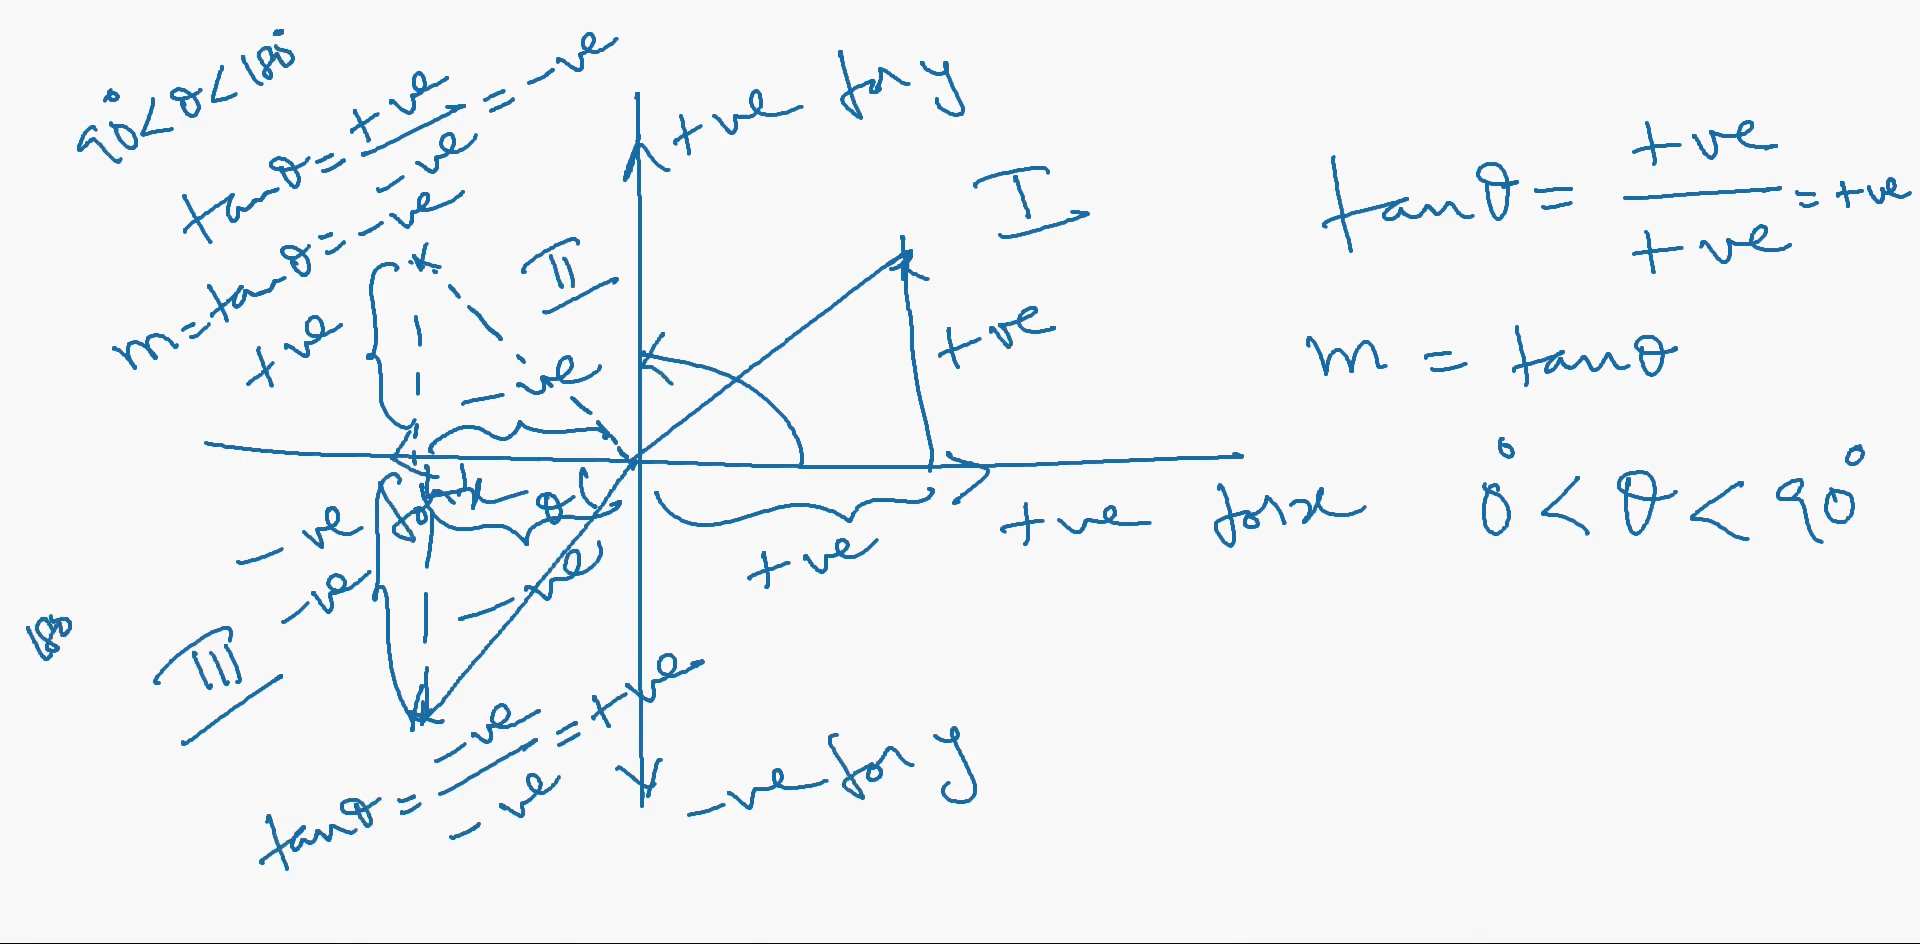 90° < θ < 180°
tanθ = +ve / -ve = -ve
m = tanθ = -ve
+ve for y
I
tanθ = +ve / +ve = +ve
II
+ve
-ve
+ve
m = tanθ
+ve
+ve for x
0° < θ < 90°
-ve for x
θ
-ve
-ve
180
III
tanθ = -ve / -ve = +ve
-ve for y